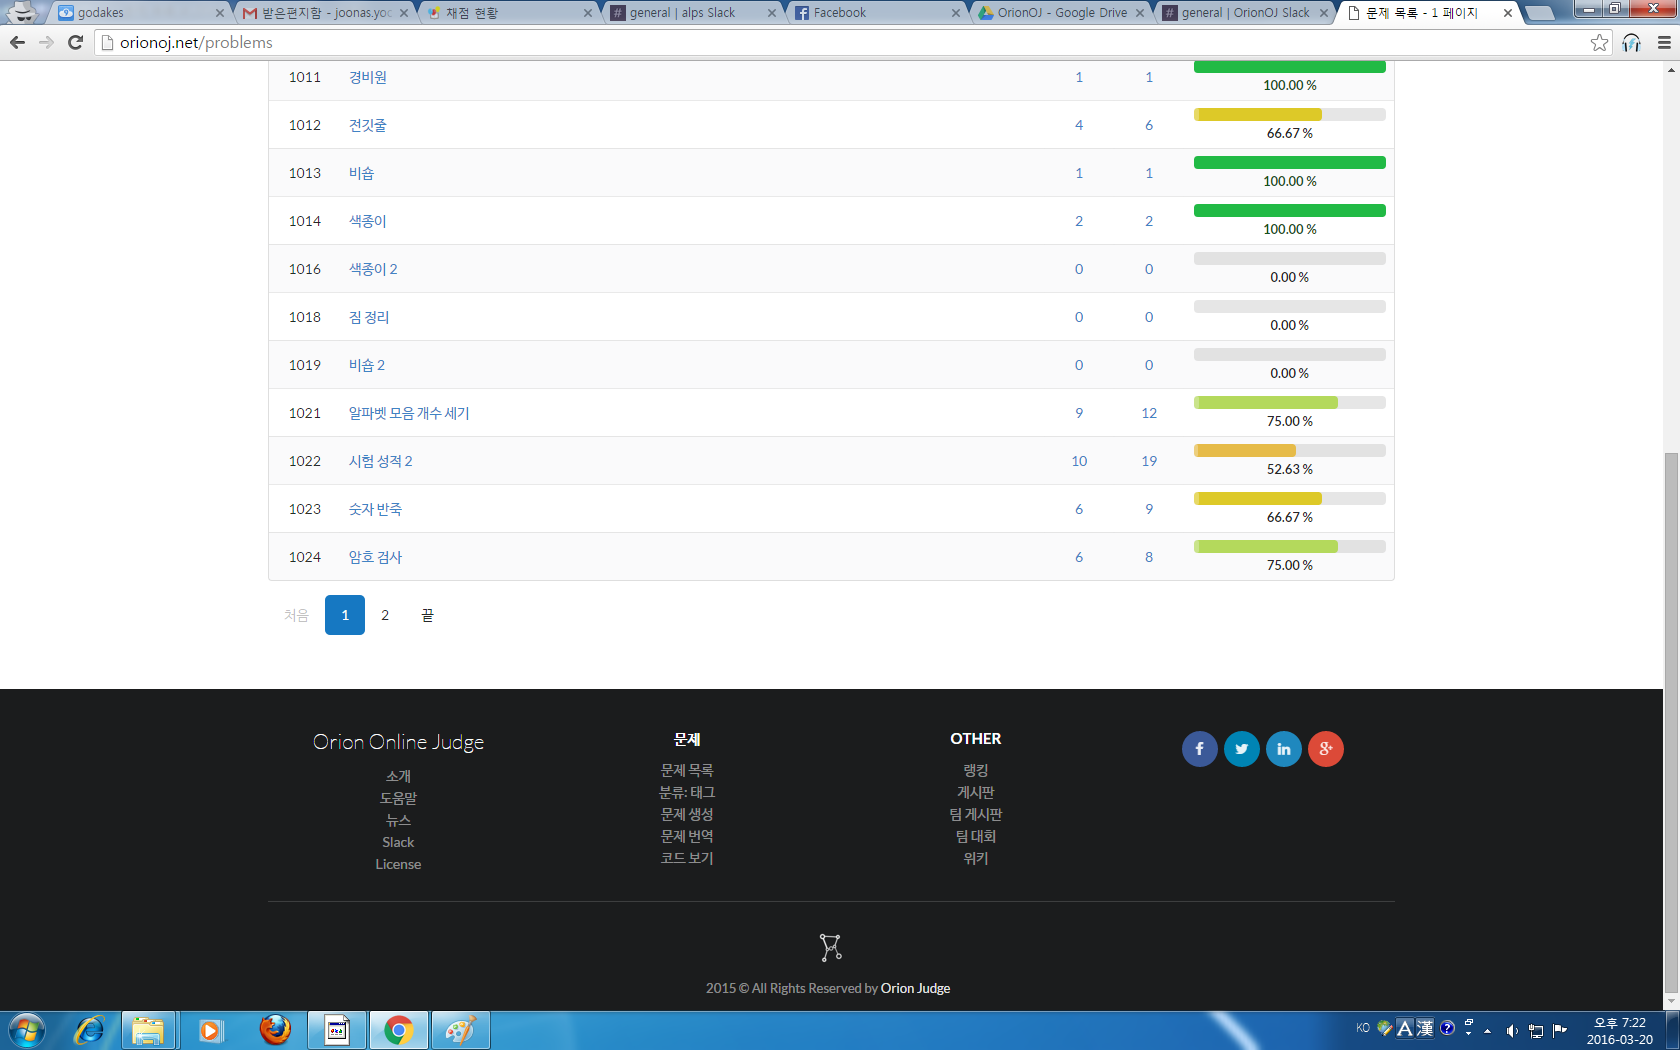 godakes
받은편지함 - joonas.yoc
채점 현황
general | alps Slack
Facebook
OrionOJ - Google Drive
general | OrionOJ Slack
문제 목록 - 1 페이지
orionoj.net/problems
1011 경비원 1 1 100.00 %
1012 전깃줄 4 6 66.67 %
1013 비숍 1 1 100.00 %
1014 색종이 2 2 100.00 %
1016 색종이 2 0 0 0.00 %
1018 짐 정리 0 0 0.00 %
1019 비숍 2 0 0 0.00 %
1021 알파벳 모음 개수 세기 9 12 75.00 %
1022 시험 성적 2 10 19 52.63 %
1023 숫자 반죽 6 9 66.67 %
1024 암호 검사 6 8 75.00 %
처음 1 2 끝
Orion Online Judge
소개
도움말
뉴스
Slack
License
문제
문제 목록
분류: 태그
문제 생성
문제 번역
코드 보기
OTHER
랭킹
게시판
팀 게시판
팀 대회
위키
2015 © All Rights Reserved by Orion Judge
KO A 漢
오후 7:22
2016-03-20